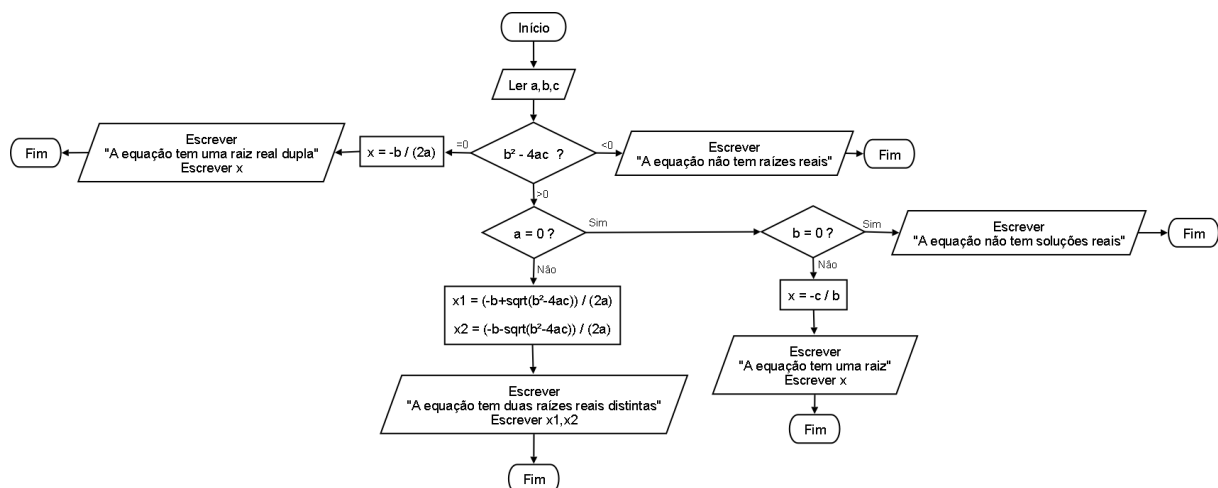 Início
Ler a,b,c
b² - 4ac ?
=0
<0
>0
x = -b / (2a)
Escrever
"A equação tem uma raiz real dupla"
Escrever x
Fim
Escrever
"A equação não tem raízes reais"
Fim
a = 0 ?
Sim
Não
b = 0 ?
Sim
Não
Escrever
"A equação não tem soluções reais"
Fim
x1 = (-b+sqrt(b²-4ac)) / (2a)
x2 = (-b-sqrt(b²-4ac)) / (2a)
Escrever
"A equação tem duas raízes reais distintas"
Escrever x1,x2
Fim
x = -c / b
Escrever
"A equação tem uma raiz"
Escrever x
Fim